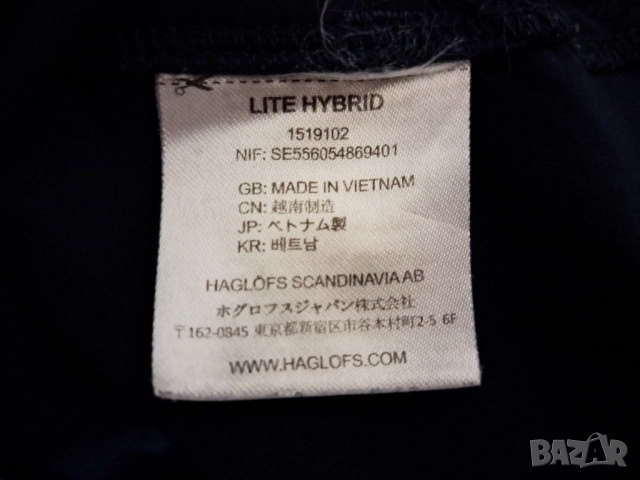 LITE HYBRID
1519102
NIF: SE556054869401
GB: MADE IN VIETNAM
CN: 越南制造
JP: ベトナム製
KR: 베트남
HAGLÖFS SCANDINAVIA AB
ホグロフスジャパン株式会社
〒162-0845 東京都新宿区市谷本村町2-5 6F
WWW.HAGLOFS.COM
BAZAR